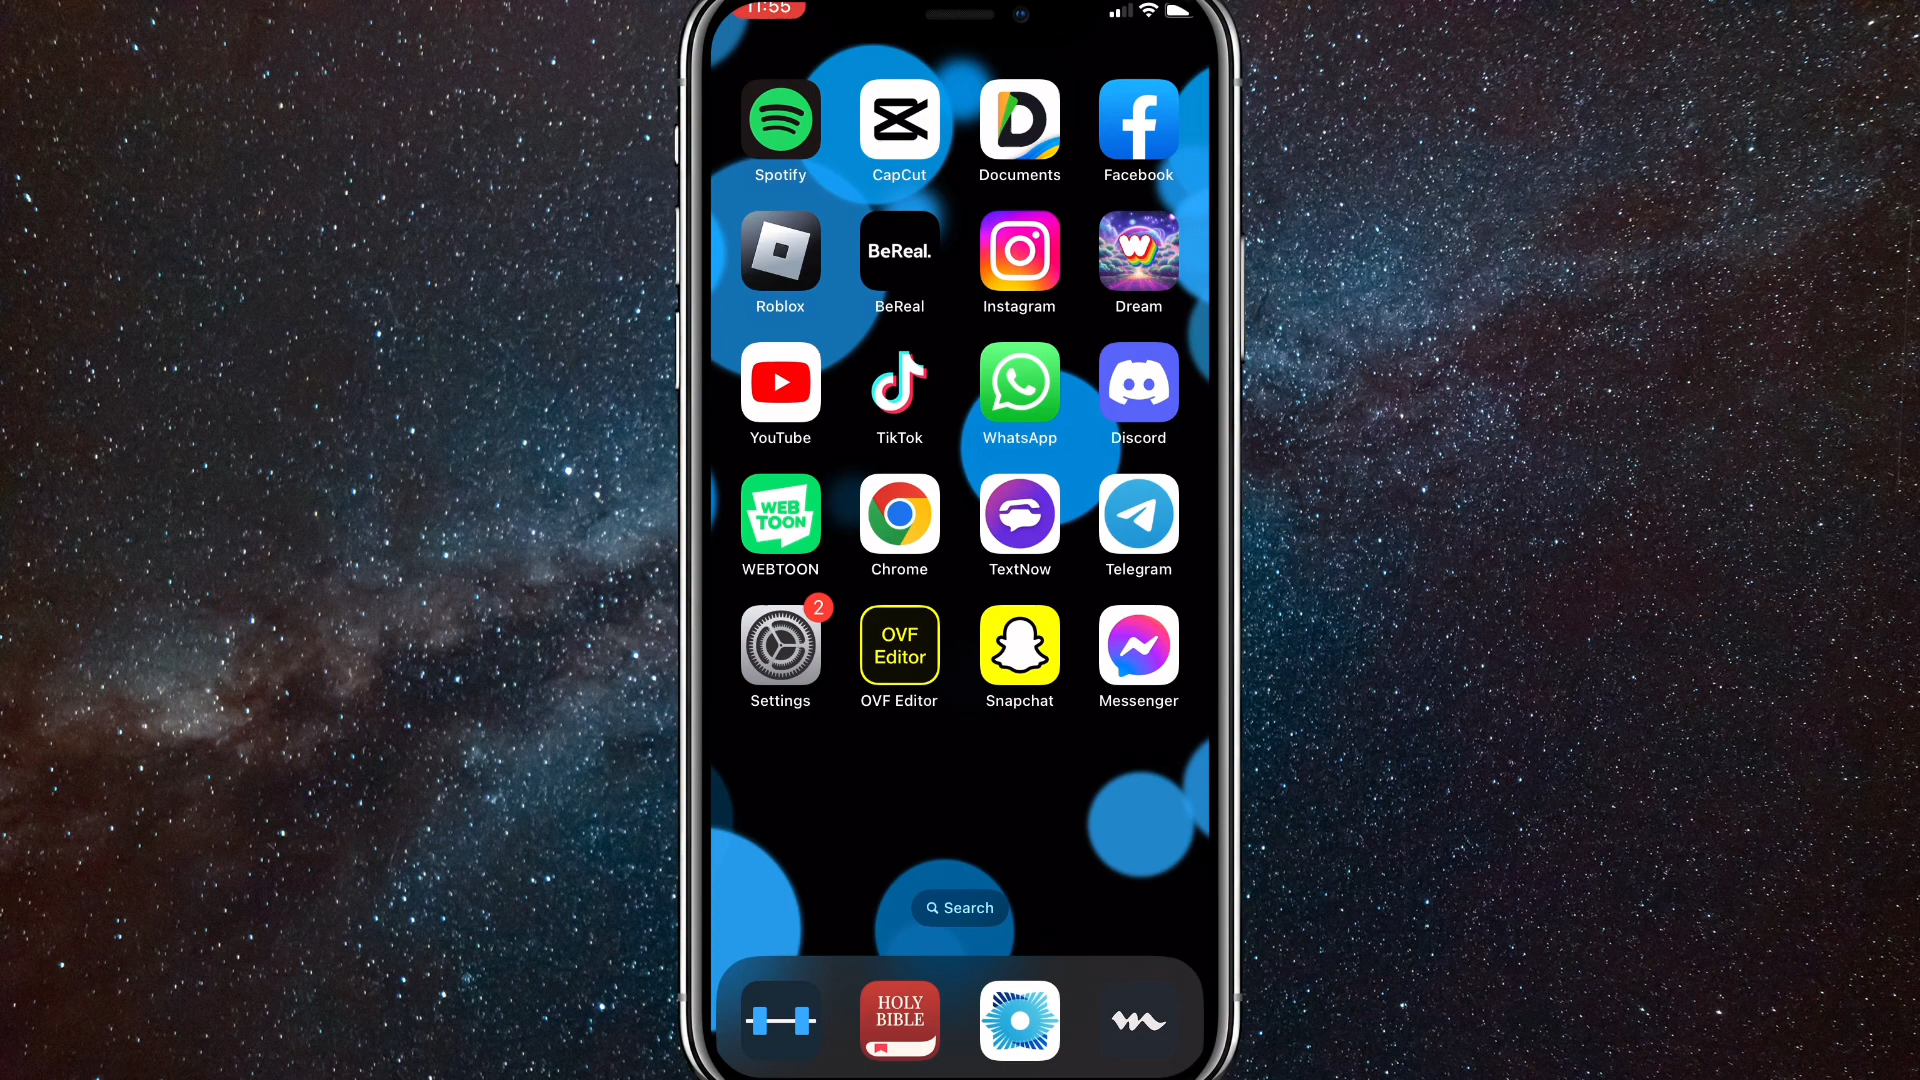 11:55
Spotify
CapCut
Documents
Facebook
BeReal.
W
Roblox
BeReal
Instagram
Dream
YouTube
TikTok
WhatsApp
Discord
WEB
TOON
WEBTOON
Chrome
TextNow
Telegram
2
OVF
Editor
Settings
OVF Editor
Snapchat
Messenger
Search
HOLY
BIBLE